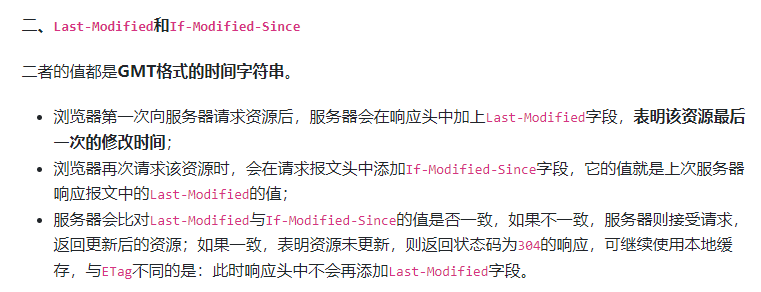 二、Last-Modified和If-Modified-Since
二者的值都是GMT格式的时间字符串。
浏览器第一次向服务器请求资源后，服务器会在响应头中加上Last-Modified字段，表明该资源最后
一次的修改时间；
浏览器再次请求该资源时，会在请求报文头中添加If-Modified-Since字段，它的值就是上次服务器
响应报文中的Last-Modified的值；
服务器会比对Last-Modified与If-Modified-Since的值是否一致，如果不一致，服务器则接受请求，
返回更新后的资源；如果一致，表明资源未更新，则返回状态码为304的响应，可继续使用本地缓
存，与ETag不同的是：此时响应头中不会再添加Last-Modified字段。